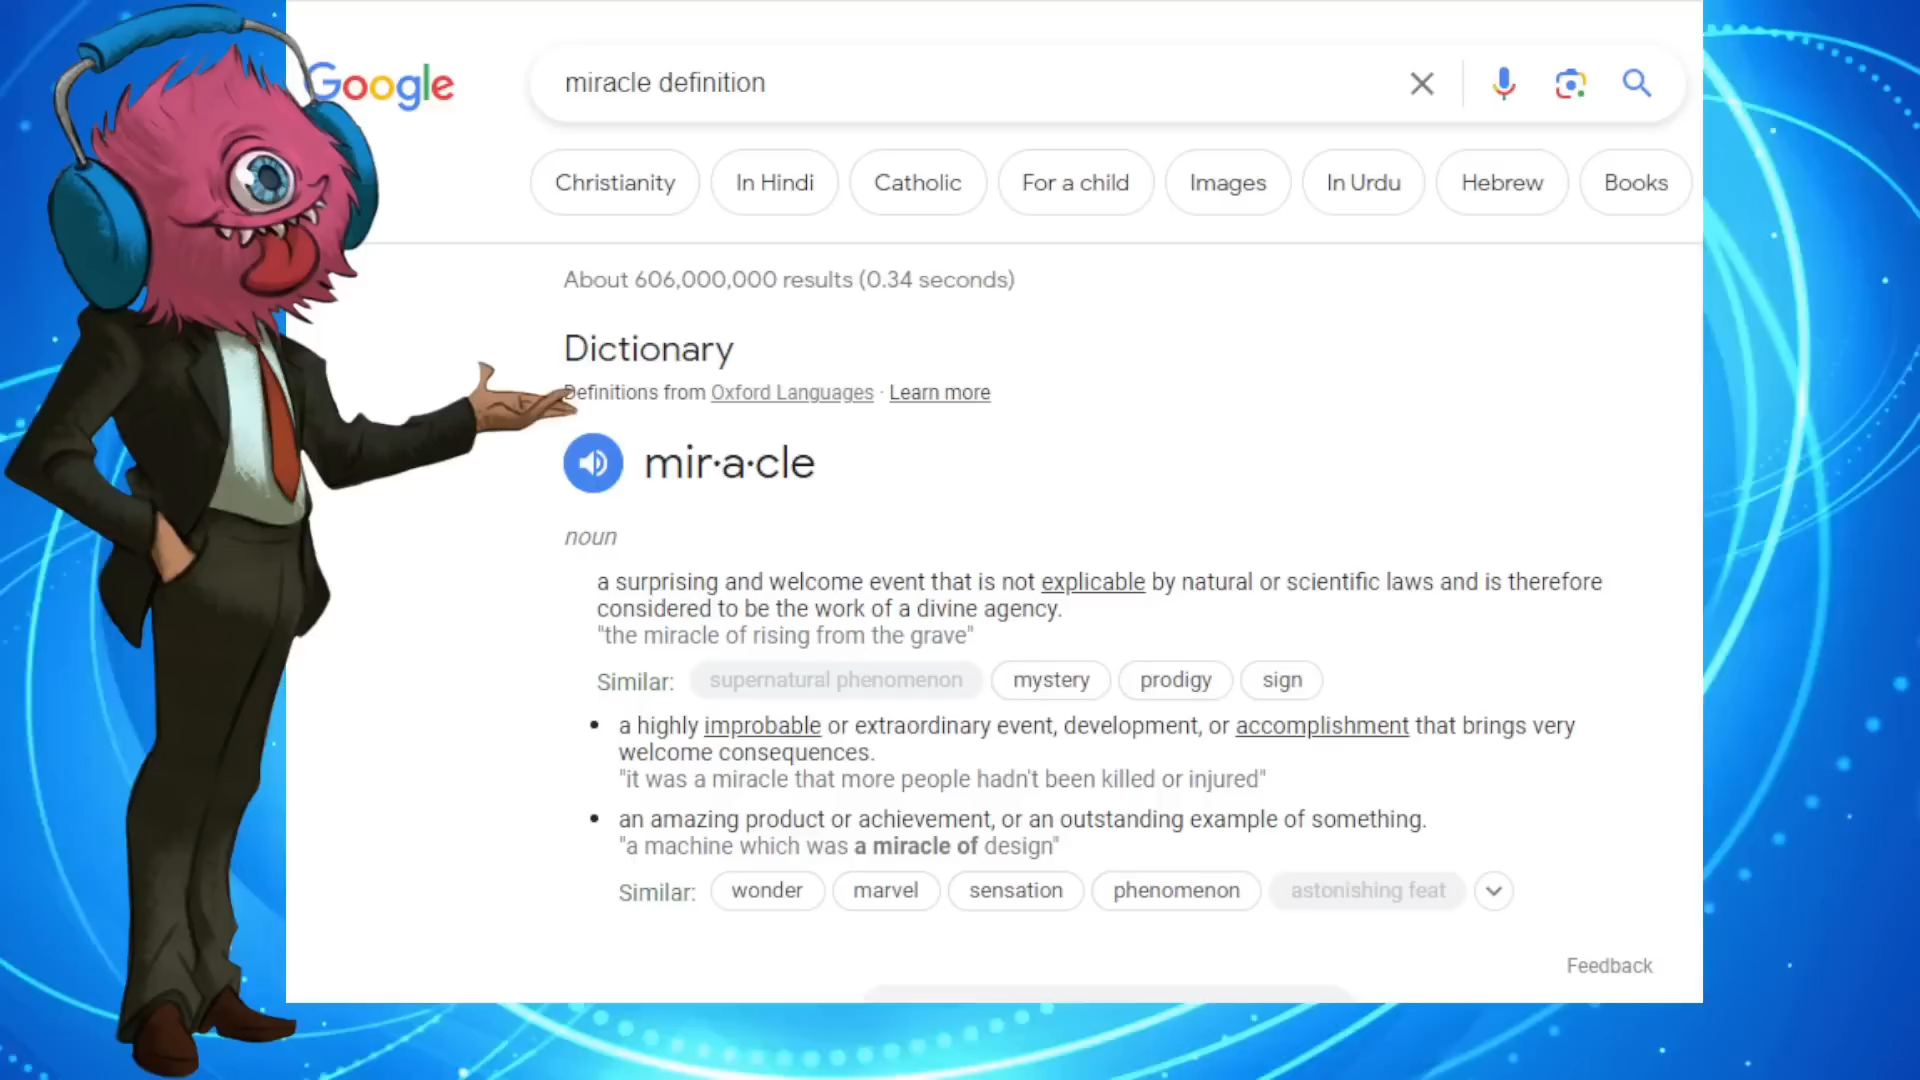 Google
miracle definition
Christianity In Hindi Catholic For a child Images In Urdu Hebrew Books
About 606,000,000 results (0.34 seconds)
Dictionary
Definitions from Oxford Languages · Learn more
mir·a·cle
noun
a surprising and welcome event that is not explicable by natural or scientific laws and is therefore
considered to be the work of a divine agency.
"the miracle of rising from the grave"
Similar: supernatural phenomenon mystery prodigy sign
• a highly improbable or extraordinary event, development, or accomplishment that brings very
welcome consequences.
"it was a miracle that more people hadn't been killed or injured"
• an amazing product or achievement, or an outstanding example of something.
"a machine which was a miracle of design"
Similar: wonder marvel sensation phenomenon astonishing feat
Feedback